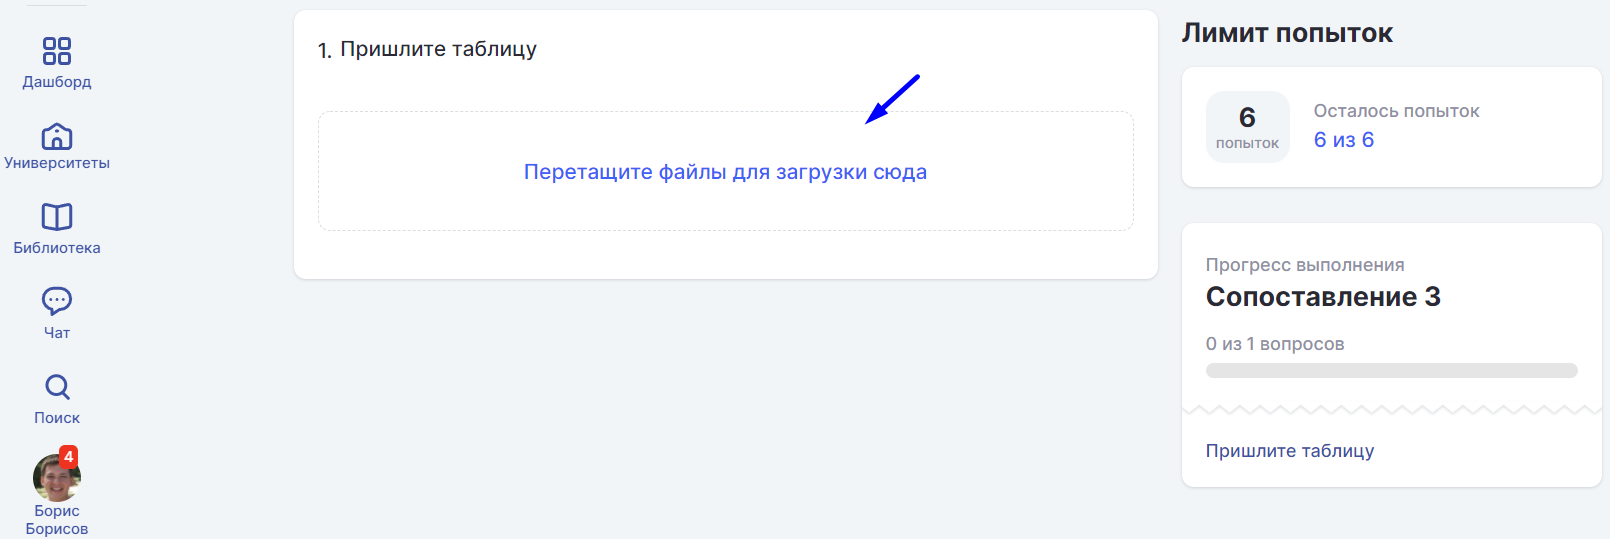 Дашборд
Университеты
Библиотека
Чат
Поиск
4
Борис
Борисов
1. Пришлите таблицу
Перетащите файлы для загрузки сюда
Лимит попыток
6
попыток
Осталось попыток
6 из 6
Прогресс выполнения
Сопоставление 3
0 из 1 вопросов
Пришлите таблицу